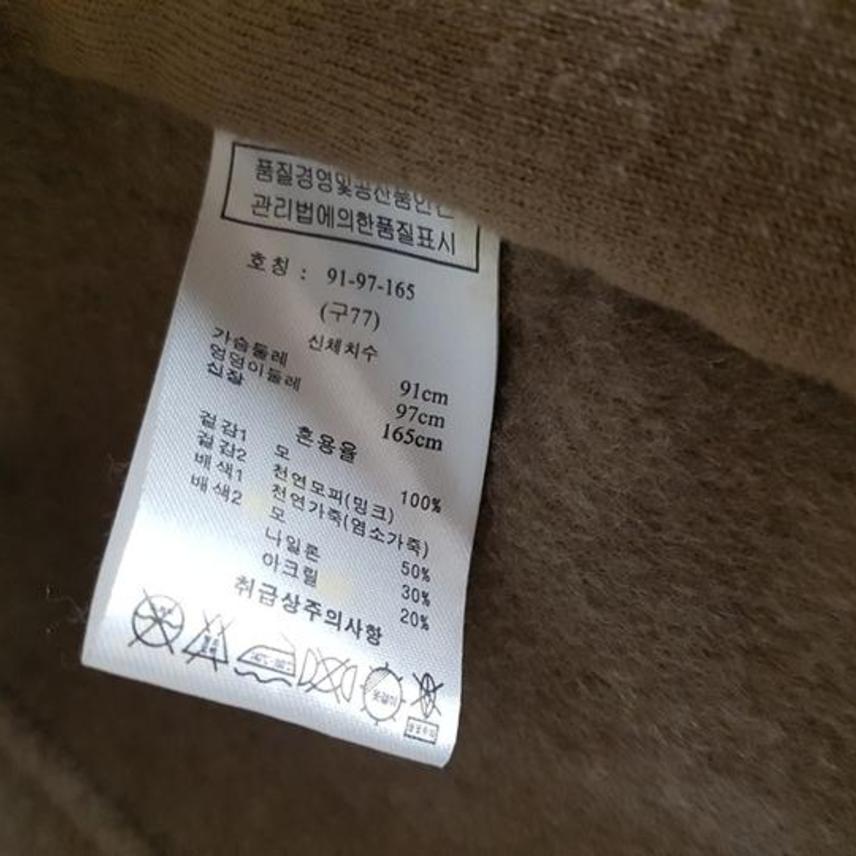 품질경영및공산품안전
관리법에의한품질표시
호칭 : 91-97-165
(구77)
신체치수
가슴둘레 91cm
엉덩이둘레 97cm
신장 165cm
혼용율
겉감1 모 100%
겉감2 천연모피(밍크)
배색1 천연가죽(염소가죽)
배색2 모 50%
나일론 30%
아크릴 20%
취급상주의사항
옷걸이